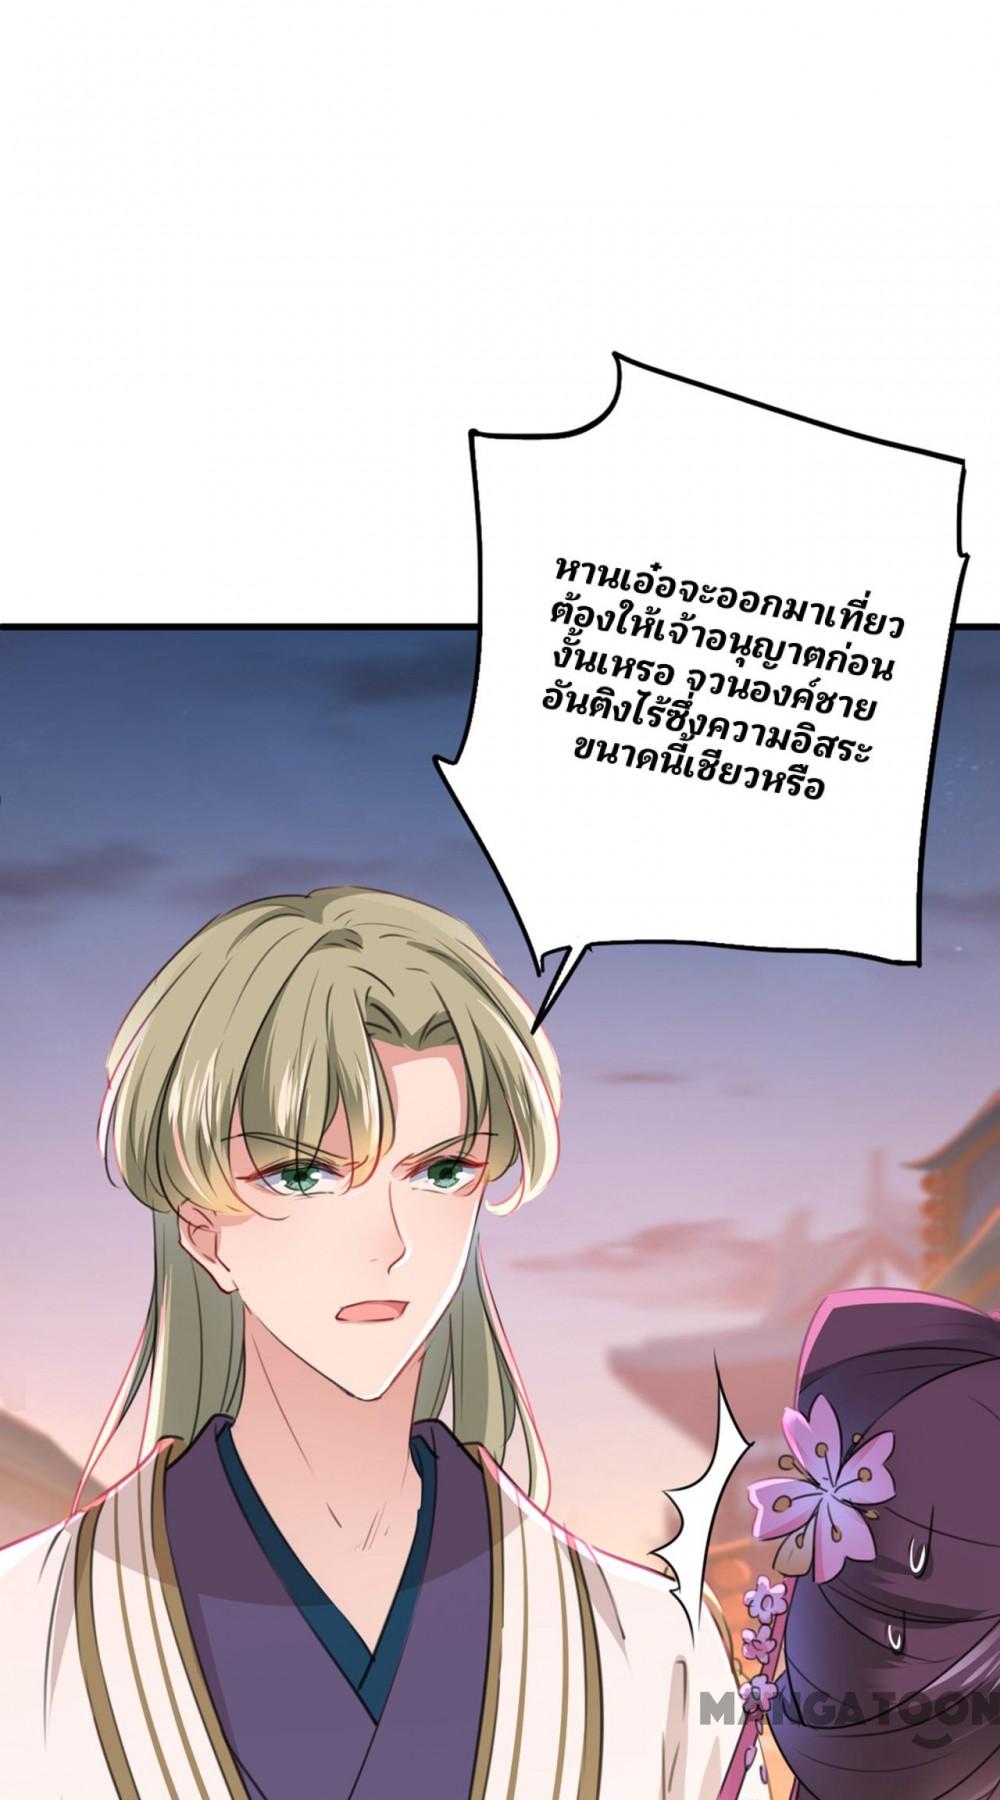 หานเอ๋อจะออกมาเที่ยว
ต้องให้เจ้าอนุญาตก่อน
งั้นเหรอ จวนองค์ชาย
อันติงไร้ซึ่งความอิสระ
ขนาดนี้เชียวหรือ
MANGATOON